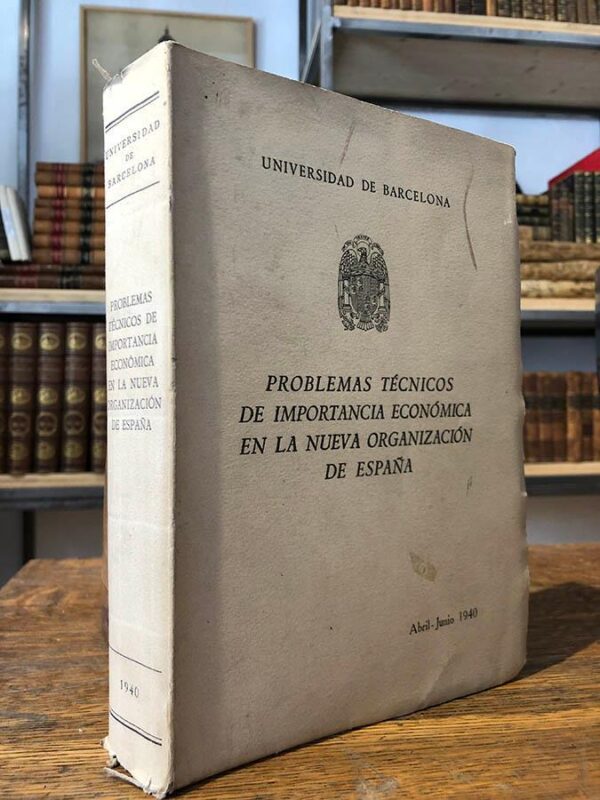 UNIVERSIDAD
DE
BARCELONA
PROBLEMAS
TÉCNICOS DE
IMPORTANCIA
ECONÓMICA
EN LA NUEVA
ORGANIZACIÓN
DE ESPAÑA
1940
UNIVERSIDAD DE BARCELONA
PROBLEMAS TÉCNICOS
DE IMPORTANCIA ECONÓMICA
EN LA NUEVA ORGANIZACIÓN
DE ESPAÑA
Abril - Junio 1940